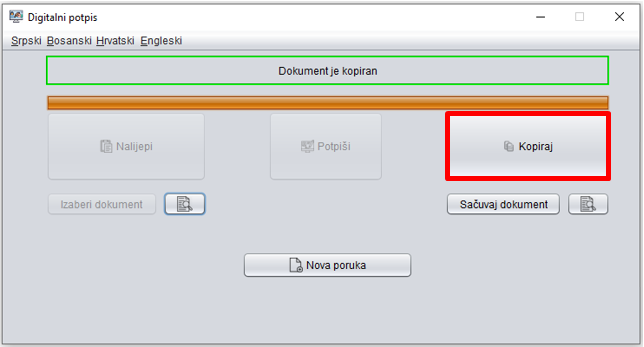 Digitalni potpis
Srpski Bosanski Hrvatski Engleski
Dokument je kopiran
Nalijepi Potpiši Kopiraj
Izaberi dokument Sačuvaj dokument
Nova poruka